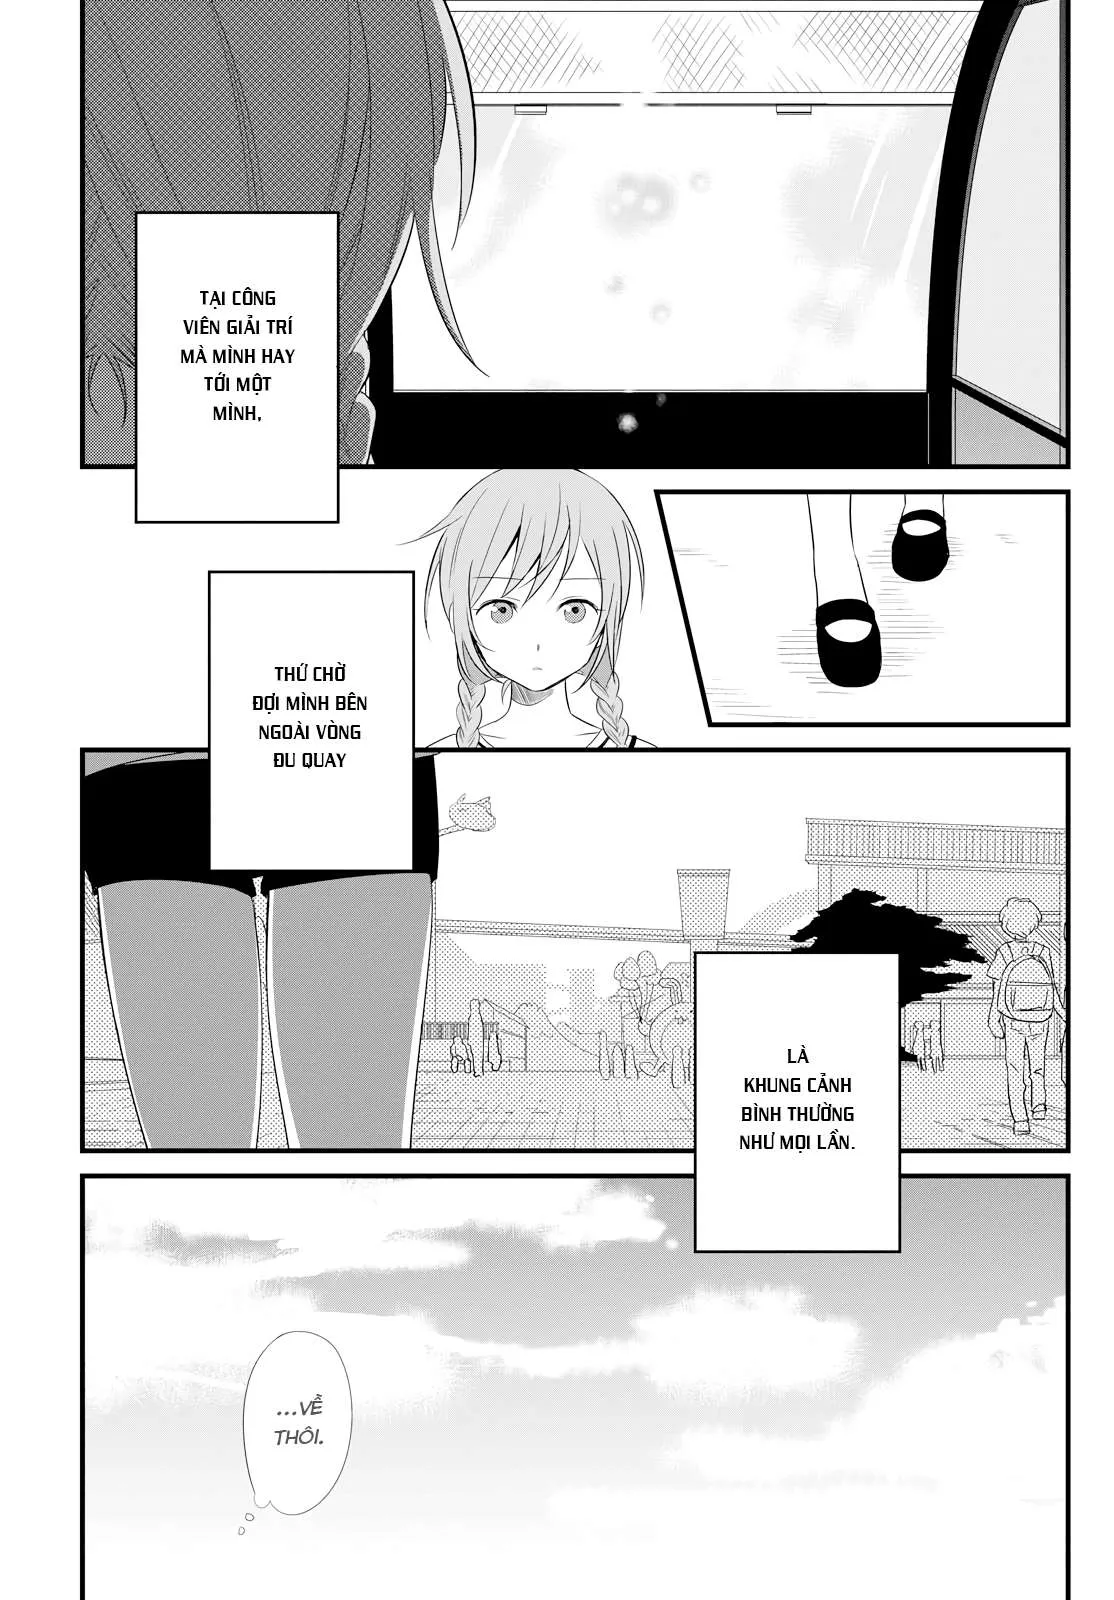 TẠI CÔNG
VIÊN GIẢI TRÍ
MÀ MÌNH HAY
TỚI MỘT
MÌNH,
THỨ CHỜ
ĐỢI MÌNH BÊN
NGOÀI VÒNG
ĐU QUAY
LÀ
KHUNG CẢNH
BÌNH THƯỜNG
NHƯ MỌI LẦN.
...VỀ
THÔI.